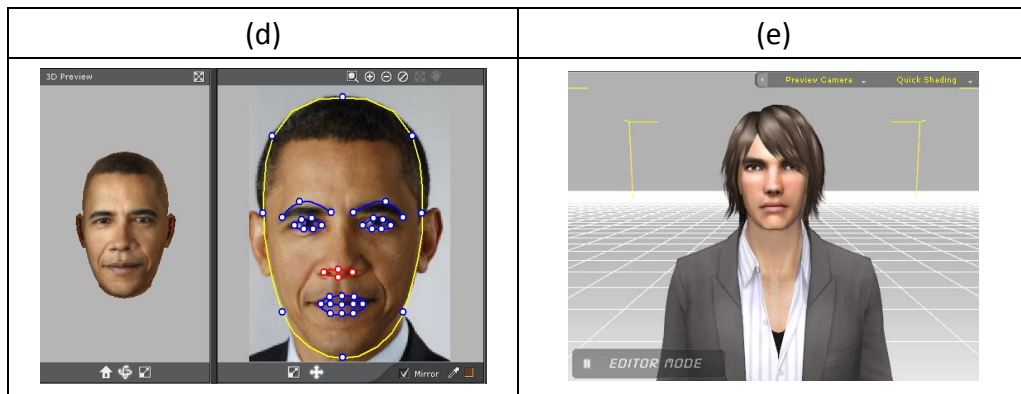 (d)
(e)
3D Preview
Preview Camera
Quick Shading
Mirror
EDITOR MODE